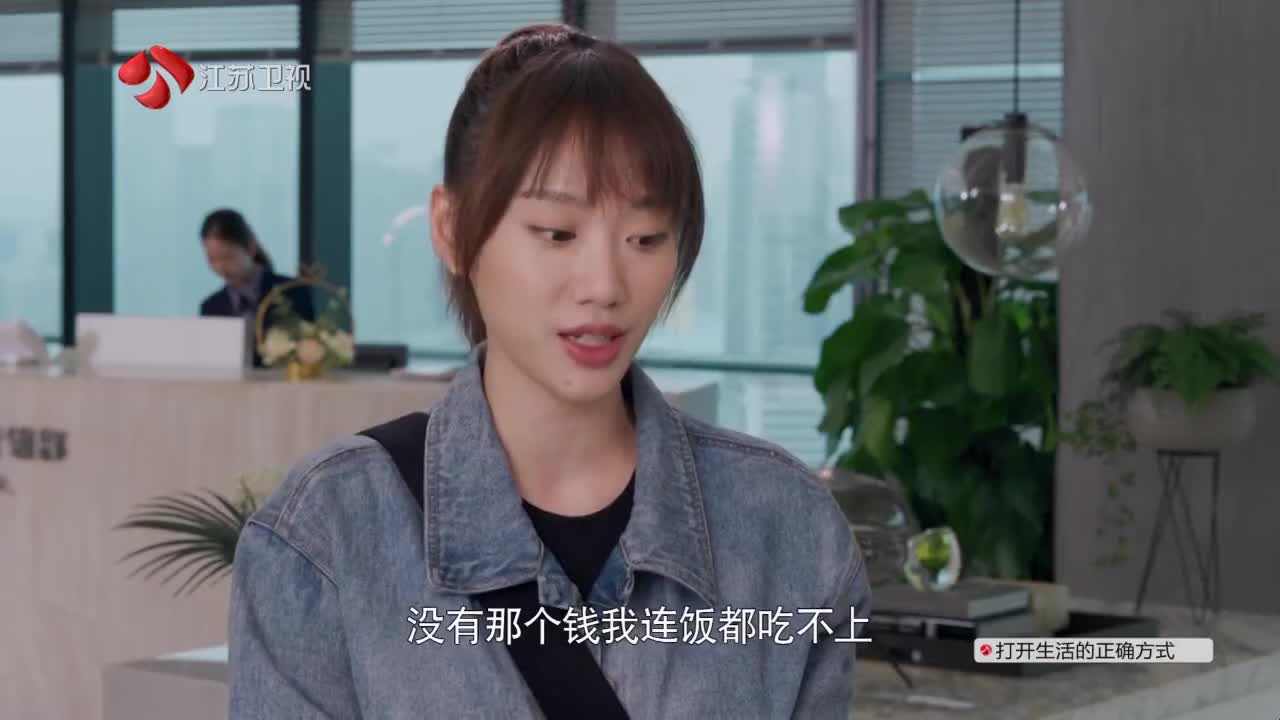 江苏卫视
没有那个钱我连饭都吃不上
打开生活的正确方式